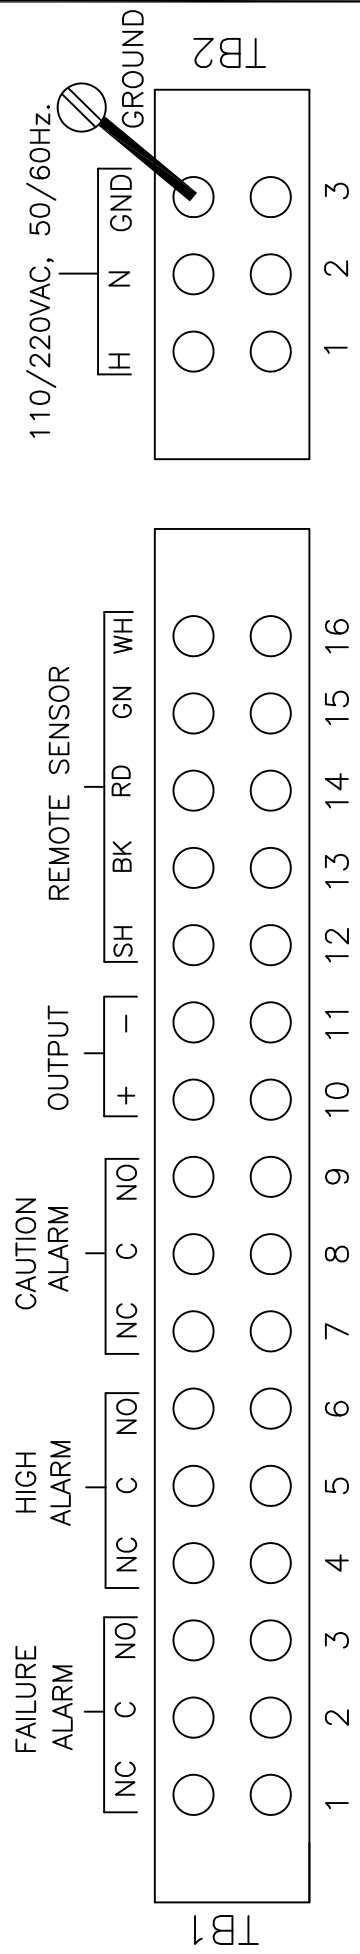 FAILURE
ALARM
HIGH
ALARM
CAUTION
ALARM
OUTPUT
REMOTE SENSOR
110/220VAC, 50/60Hz.
GROUND
NC C NO
NC C NO
NC C NO
+ -
SH BK RD GN WH
H N GND
TB1
1 2 3 4 5 6 7 8 9 10 11 12 13 14 15 16
1 2 3
TB2